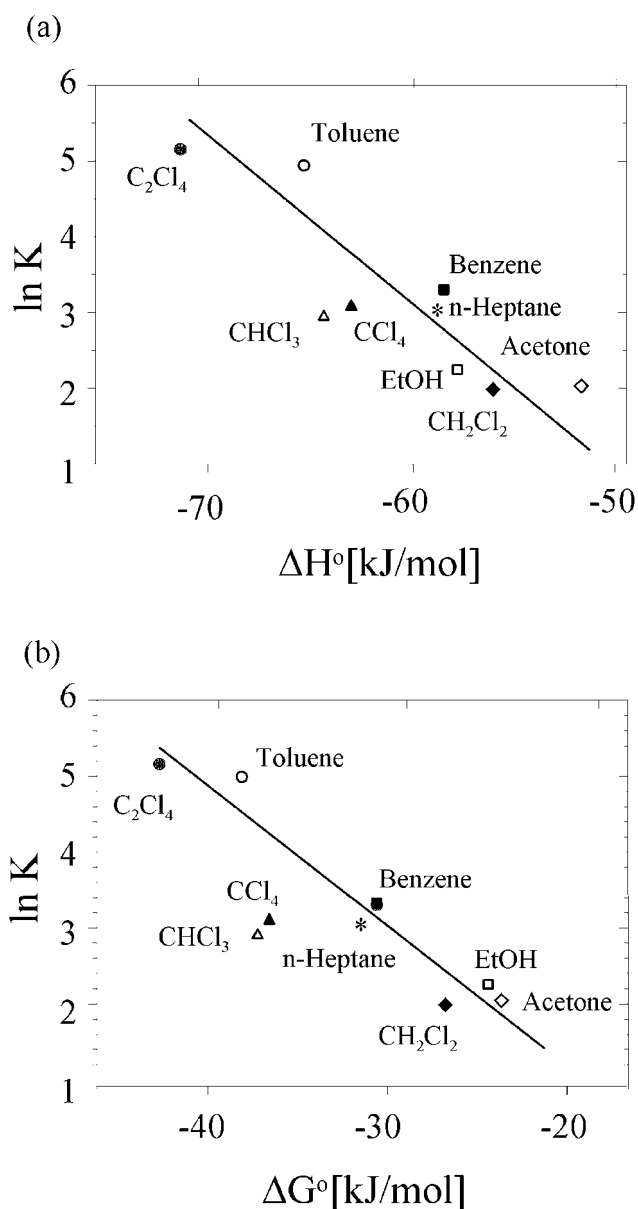 (a)
6
5
4
3
2
1
ln K
C₂Cl₄
Toluene
Benzene
n-Heptane
CHCl₃
CCl₄
Acetone
EtOH
CH₂Cl₂
-70
-60
-50
ΔHº[kJ/mol]
(b)
6
5
4
3
2
1
ln K
Toluene
C₂Cl₄
CCl₄
Benzene
CHCl₃
n-Heptane
EtOH
Acetone
CH₂Cl₂
-40
-30
-20
ΔGº[kJ/mol]